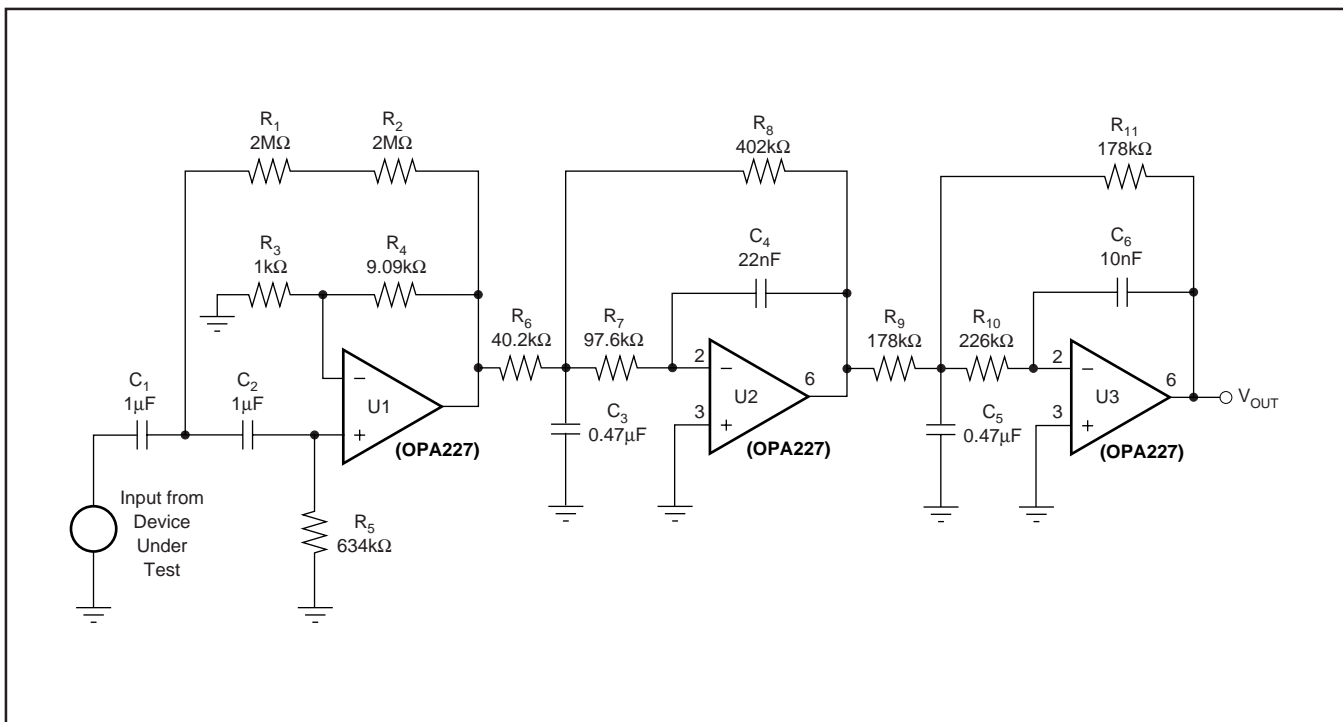 R1
2MΩ
R2
2MΩ
R8
402kΩ
R11
178kΩ
R3
1kΩ
R4
9.09kΩ
C4
22nF
C6
10nF
R6
40.2kΩ
R7
97.6kΩ
R9
178kΩ
R10
226kΩ
C1
1µF
C2
1µF
–
+
U1
(OPA227)
2
–
3
+
6
U2
(OPA227)
2
–
3
+
6
U3
(OPA227)
VOUT
C3
0.47µF
C5
0.47µF
Input from
Device
Under
Test
R5
634kΩ